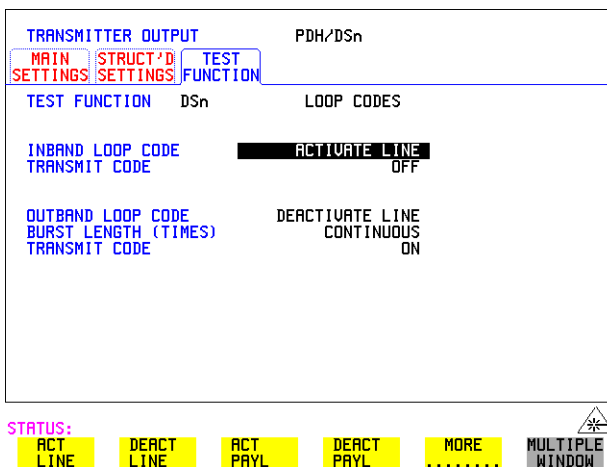 TRANSMITTER OUTPUT PDH/DSn
MAIN SETTINGS STRUCT'D SETTINGS TEST FUNCTION
TEST FUNCTION DSn LOOP CODES
INBAND LOOP CODE ACTIVATE LINE
TRANSMIT CODE OFF
OUTBAND LOOP CODE DEACTIVATE LINE
BURST LENGTH (TIMES) CONTINUOUS
TRANSMIT CODE ON
STATUS:
ACT LINE DEACT LINE ACT PAYL DEACT PAYL MORE ........ MULTIPLE WINDOW